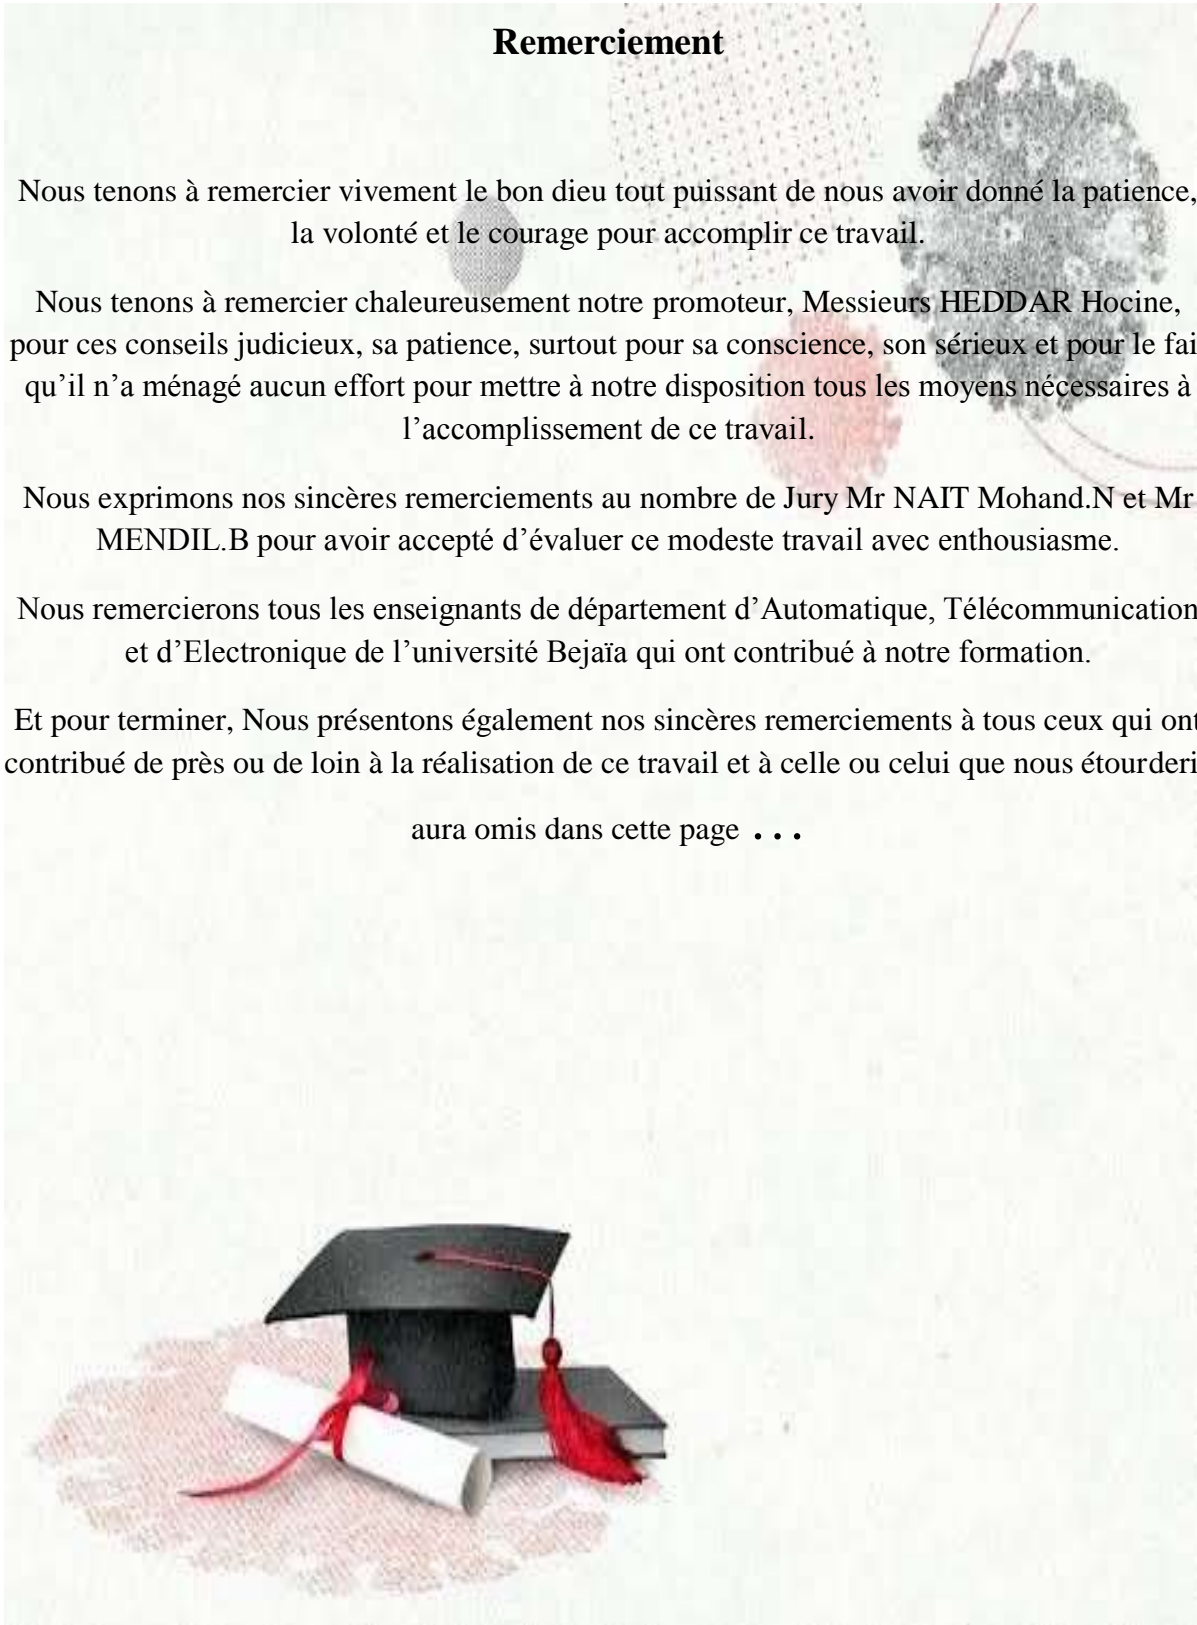 Remerciement
Nous tenons à remercier vivement le bon dieu tout puissant de nous avoir donné la patience,
la volonté et le courage pour accomplir ce travail.
Nous tenons à remercier chaleureusement notre promoteur, Messieurs HEDDAR Hocine,
pour ces conseils judicieux, sa patience, surtout pour sa conscience, son sérieux et pour le fai
qu’il n’a ménagé aucun effort pour mettre à notre disposition tous les moyens nécessaires à
l’accomplissement de ce travail.
Nous exprimons nos sincères remerciements au nombre de Jury Mr NAIT Mohand.N et Mr
MENDIL.B pour avoir accepté d’évaluer ce modeste travail avec enthousiasme.
Nous remercierons tous les enseignants de département d’Automatique, Télécommunication
et d’Electronique de l’université Bejaïa qui ont contribué à notre formation.
Et pour terminer, Nous présentons également nos sincères remerciements à tous ceux qui ont
contribué de près ou de loin à la réalisation de ce travail et à celle ou celui que nous étourderi
aura omis dans cette page . . .